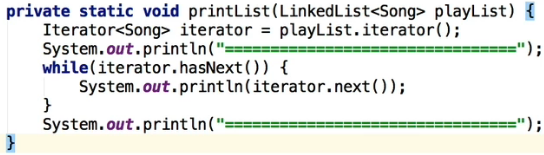 private static void printList(LinkedList<Song> playList) {
Iterator<Song> iterator = playList.iterator();
System.out.println("================================");
while(iterator.hasNext()) {
System.out.println(iterator.next());
}
System.out.println("================================");
}